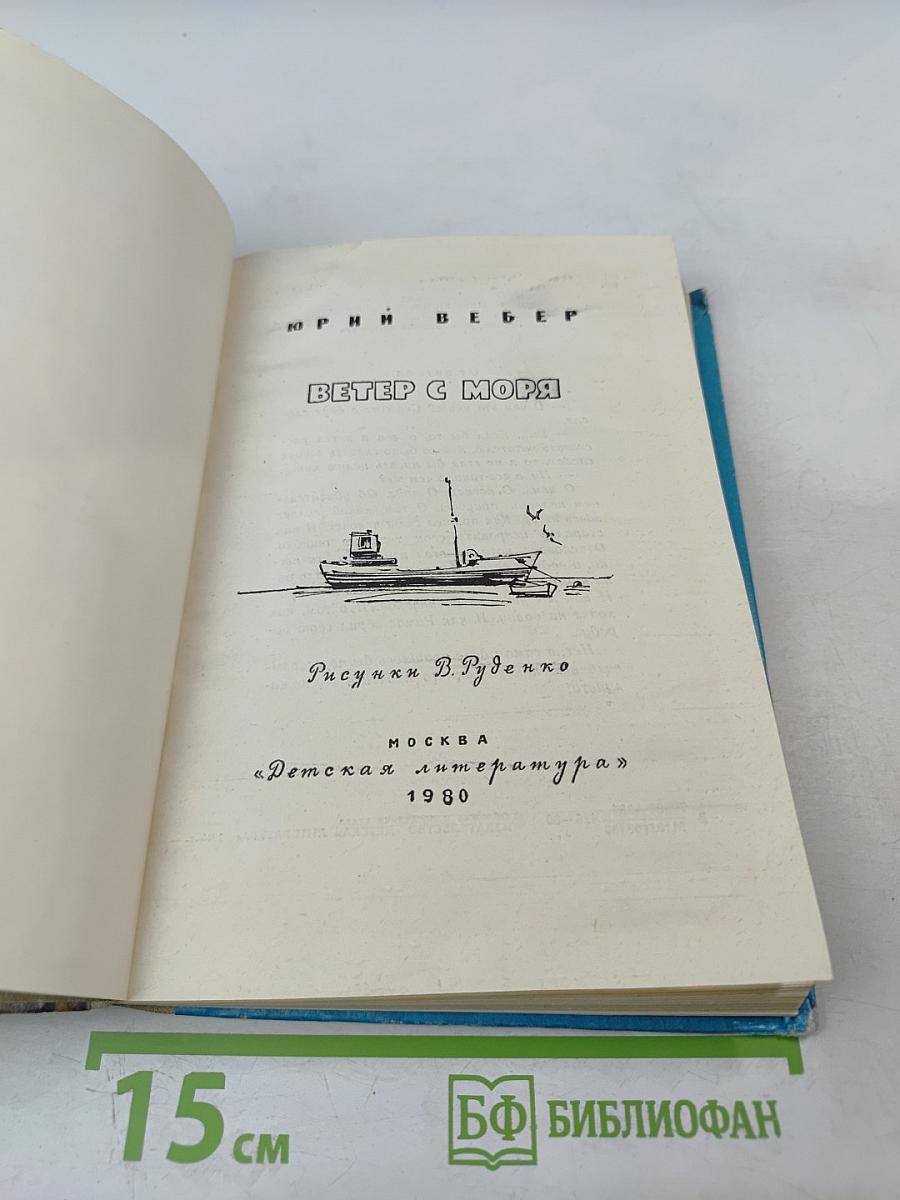 ЮРИЙ ВЕБЕР
ВЕТЕР С МОРЯ
Рисунки В. Руденко
МОСКВА
«Детская литература»
1980
15 см
БФ БИБЛИОФАН